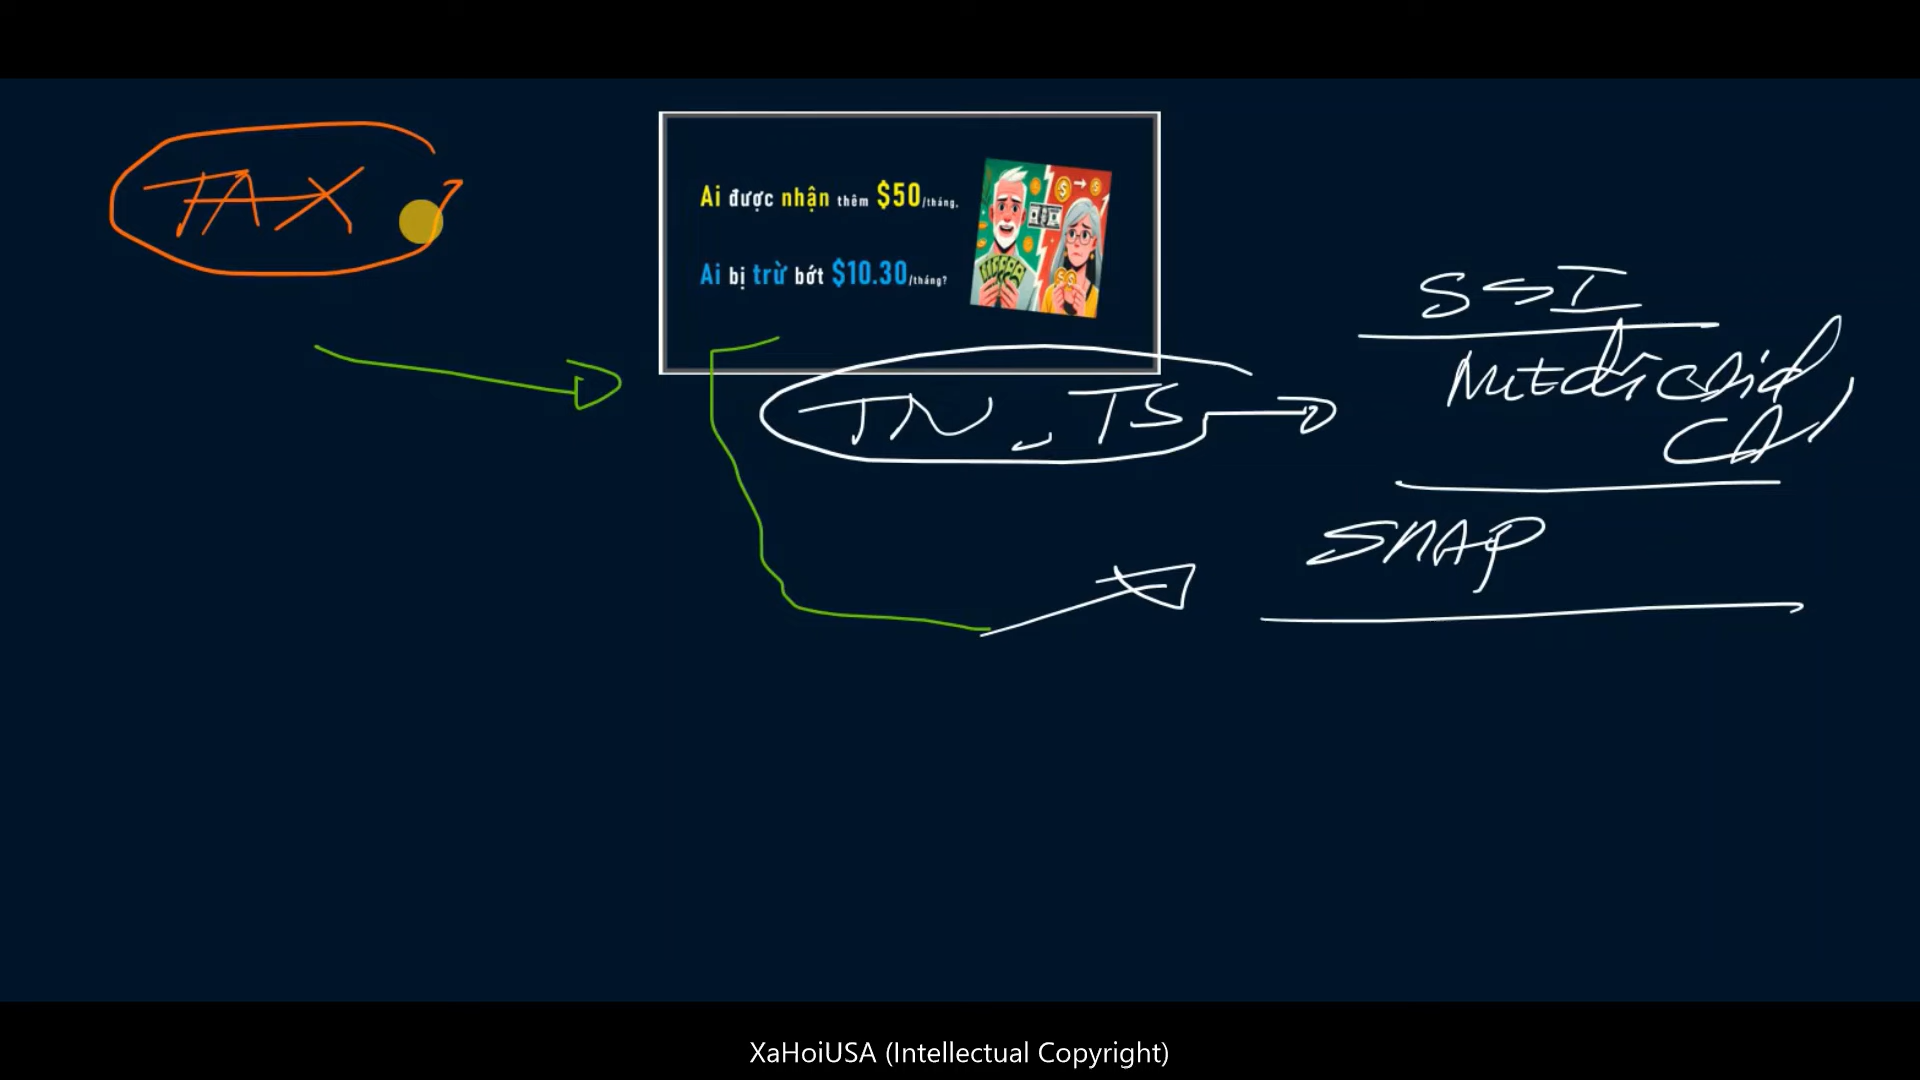 TAX
Ai được nhận thêm $50/tháng.
Ai bị trừ bớt $10.30/tháng?
SSI
Medicaid
CA
TN, TS
SNAP
XaHoiUSA (Intellectual Copyright)